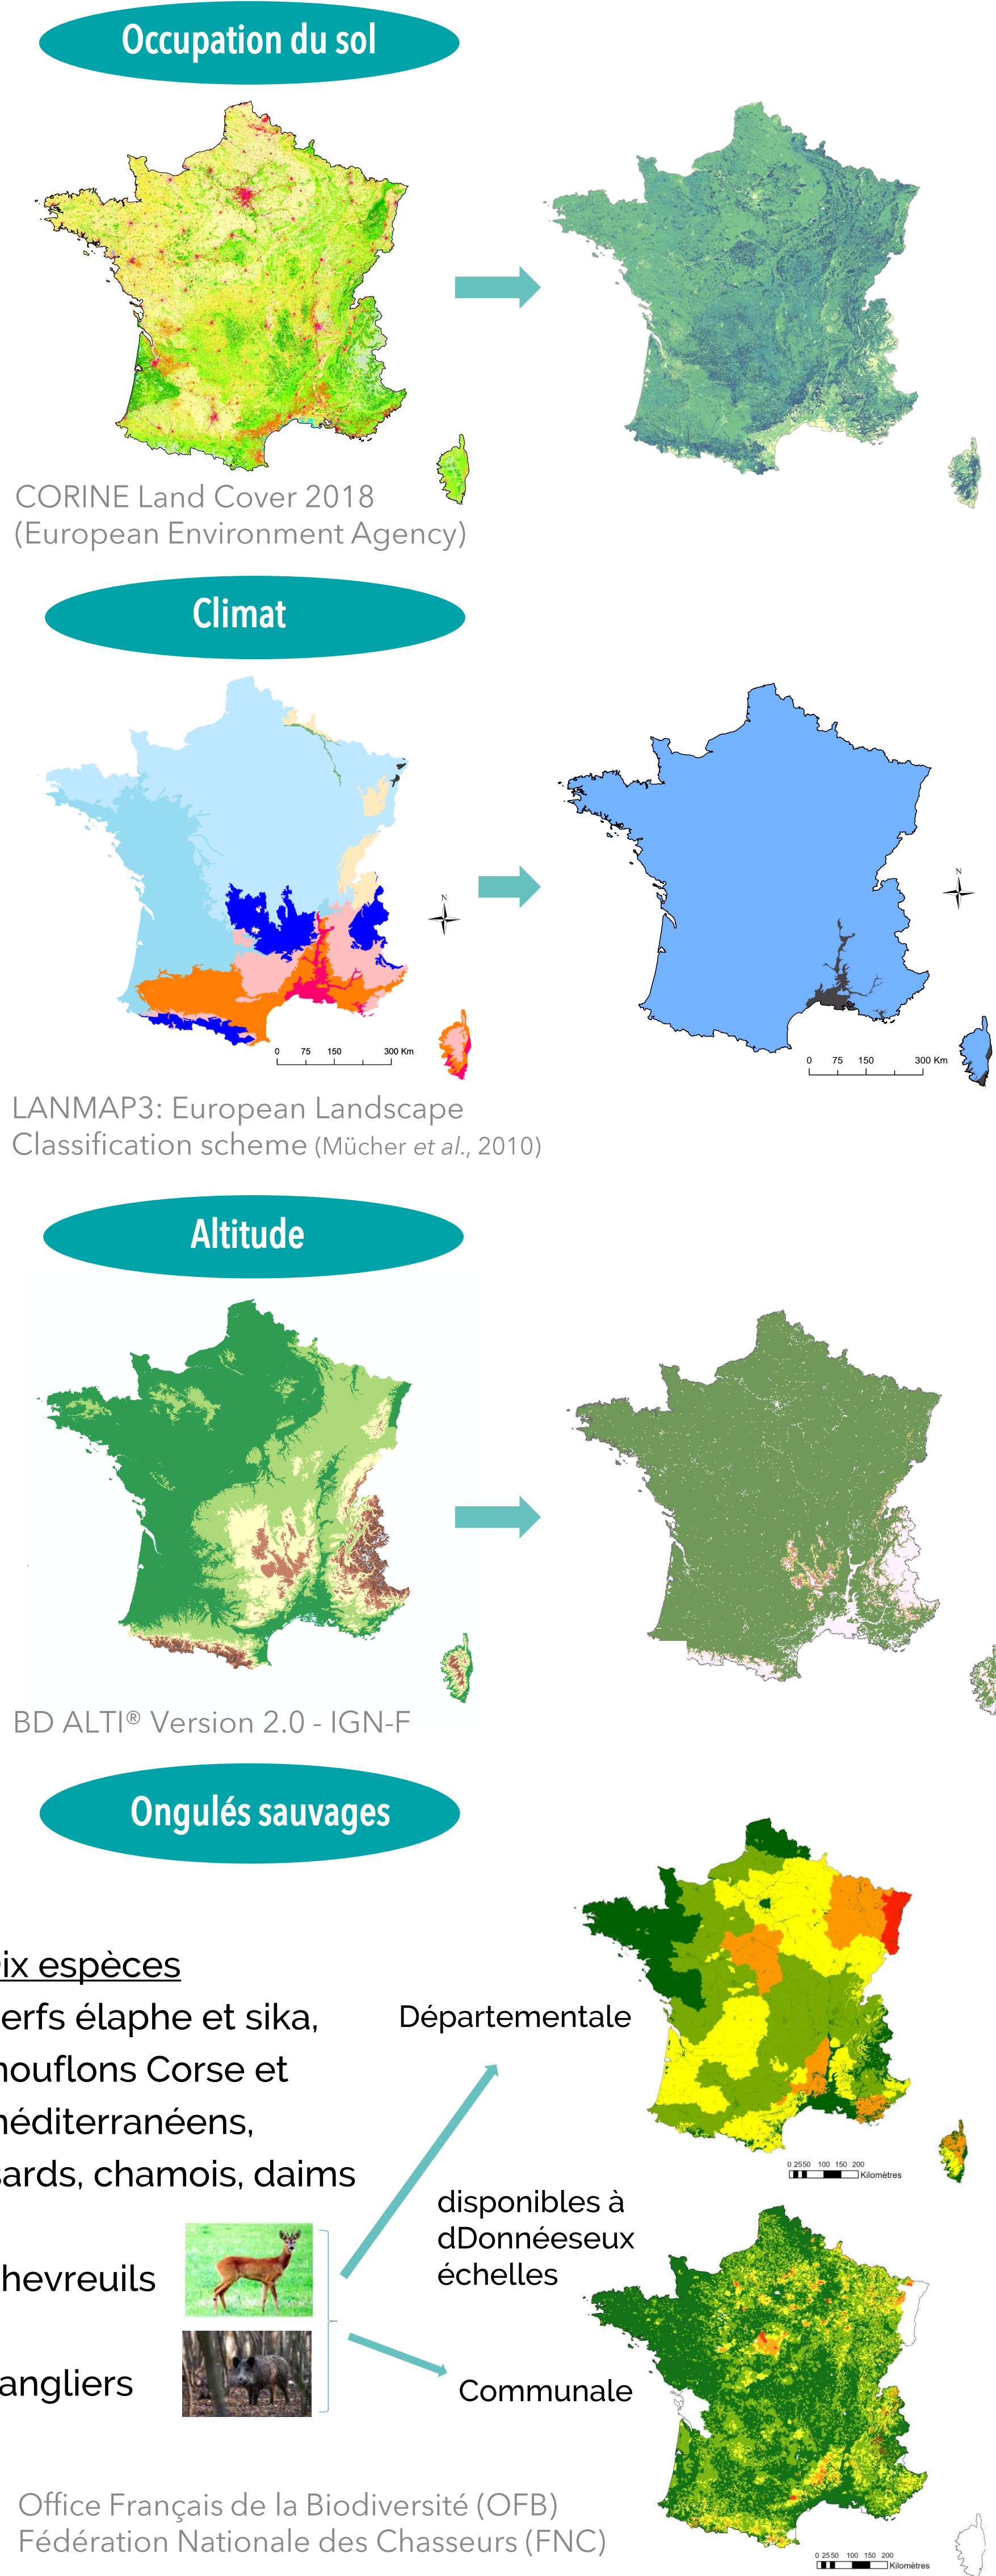 Occupation du sol
CORINE Land Cover 2018
(European Environment Agency)
Climat
N
N
0 75 150 300 Km
0 75 150 300 Km
LANMAP3: European Landscape
Classification scheme (Mücher et al., 2010)
Altitude
BD ALTI® Version 2.0 - IGN-F
Ongulés sauvages
ix espèces
erfs élaphe et sika,
ouflons Corse et
éditerranéens,
sards, chamois, daims
hevreuils
angliers
Départementale
0 25 50 100 150 200
Kilomètres
disponibles à
dDonnéeseux
échelles
Communale
0 25 50 100 150 200
Kilomètres
Office Français de la Biodiversité (OFB)
Fédération Nationale des Chasseurs (FNC)